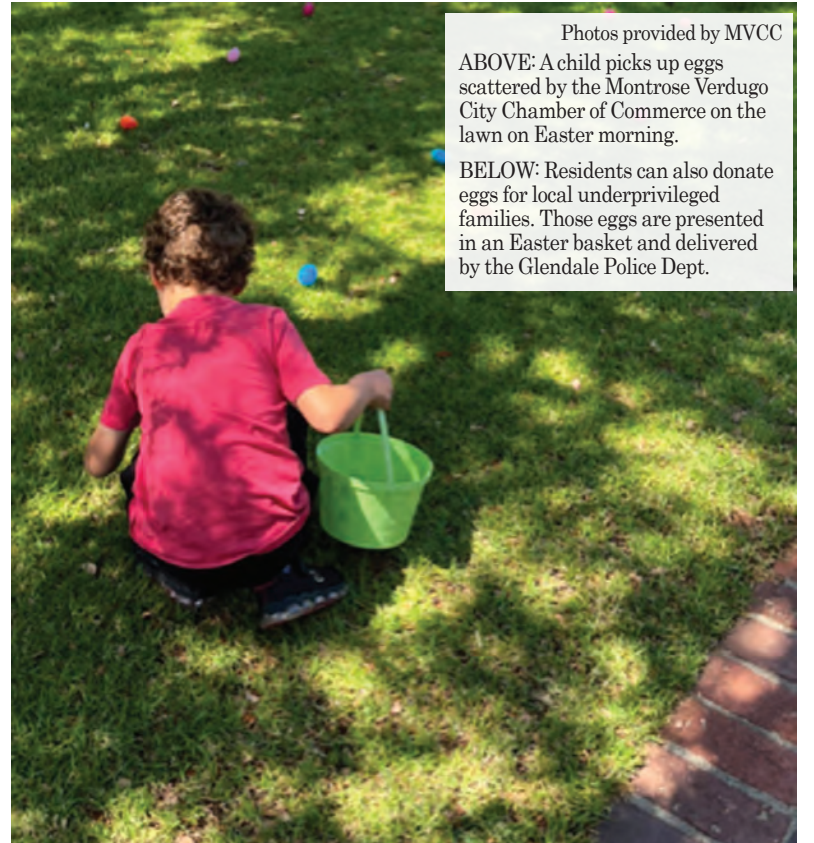 Photos provided by MVCC
ABOVE: A child picks up eggs
scattered by the Montrose Verdugo
City Chamber of Commerce on the
lawn on Easter morning.
BELOW: Residents can also donate
eggs for local underprivileged
families. Those eggs are presented
in an Easter basket and delivered
by the Glendale Police Dept.